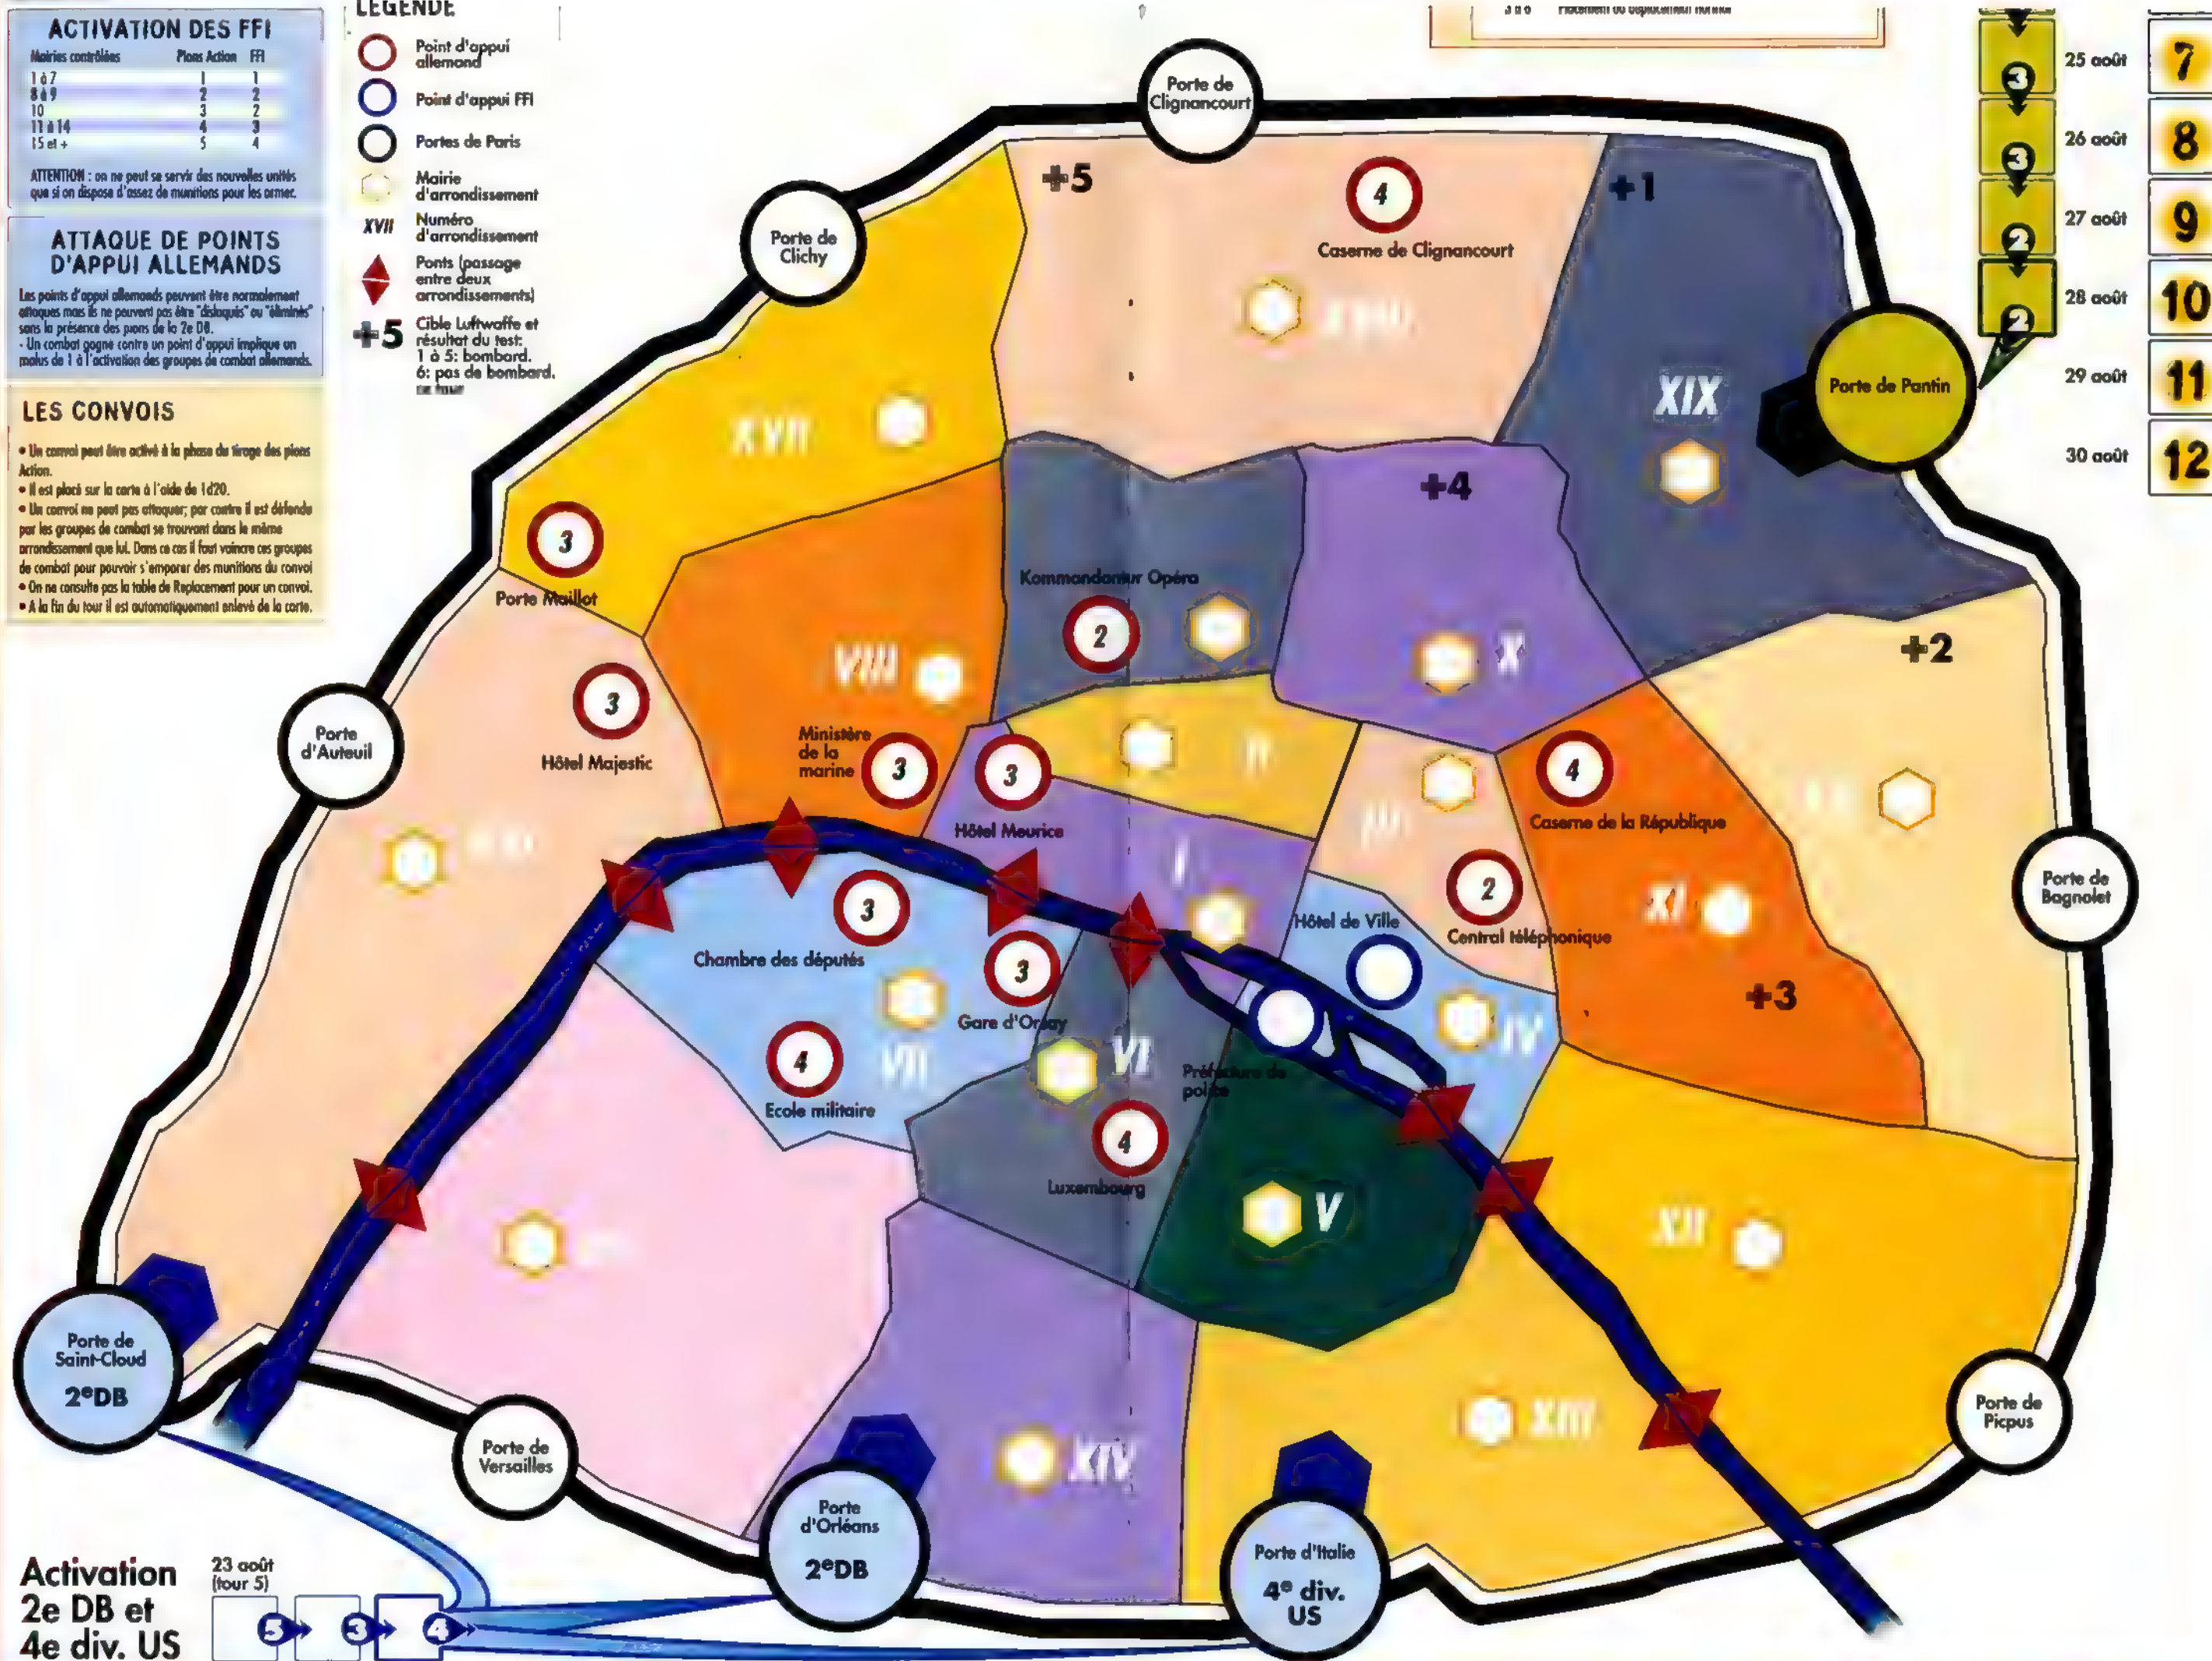 ACTIVATION DES FFI
Mairies contrôlées Pions Action FFI
1 à 7 1 1
8 à 9 2 2
10 3 2
11 à 14 4 3
15 et + 5 4
ATTENTION : on ne peut se servir des nouvelles unités
que si on dispose d'assez de munitions pour les armer.
ATTAQUE DE POINTS
D'APPUI ALLEMANDS
Les points d'appui allemands peuvent être normalement
attaques mais ils ne peuvent pas être "disloqués" ou "éliminés"
sans la présence des pions de la 2e DB.
- Un combat gagne contre un point d'appui implique un
malus de 1 à l'activation des groupes de combat allemands.
LES CONVOIS
• Un convoi peut être activé à la phase du tirage des pions
Action.
• Il est placé sur la carte à l'aide de 1d20.
• Un convoi ne peut pas attaquer; par contre il est défendu
par les groupes de combat se trouvant dans le même
arrondissement que lui. Dans ce cas il faut vaincre ces groupes
de combat pour pouvoir s'emparer des munitions du convoi
• On ne consulte pas la table de Replacement pour un convoi.
• A la fin du tour il est automatiquement enlevé de la carte.
LEGENDE
Point d'appui
allemand
Point d'appui FFI
Portes de Paris
Mairie
d'arrondissement
XVII Numéro
d'arrondissement
Ponts (passage
entre deux
arrondissements)
+5 Cible Luftwaffe et
résultat du test:
1 à 5: bombard.
6: pas de bombard.
ce tour
3 à 6 Placement ou déplacement normal
3
25 août 7
3
26 août 8
2
27 août 9
2
28 août 10
29 août 11
30 août 12
Porte de
Clignancourt
Porte de
Clichy
+5
4
Caserne de Clignancourt
XVIII
+1
XIX
Porte de Pantin
XVII
3
Porte Maillot
Kommandantur Opéra
2
+4
X
+2
VIII
3
Hôtel Majestic
Porte
d'Auteuil
Ministère
de la
marine
3
3
Hôtel Meurice
II
I
III
4
Caserne de la République
XI
+3
2
Central téléphonique
Porte de
Bagnolet
Hôtel de Ville
IV
3
Chambre des députés
3
Gare d'Orsay
4
Ecole militaire
VII
VI
Préfecture de
police
4
Luxembourg
V
XII
XIII
XIV
Porte de
Saint-Cloud
2eDB
Porte de
Versailles
Porte
d'Orléans
2eDB
Porte d'Italie
4e div.
US
Porte de
Picpus
Activation
2e DB et
4e div. US
23 août
(tour 5)
5 3 4